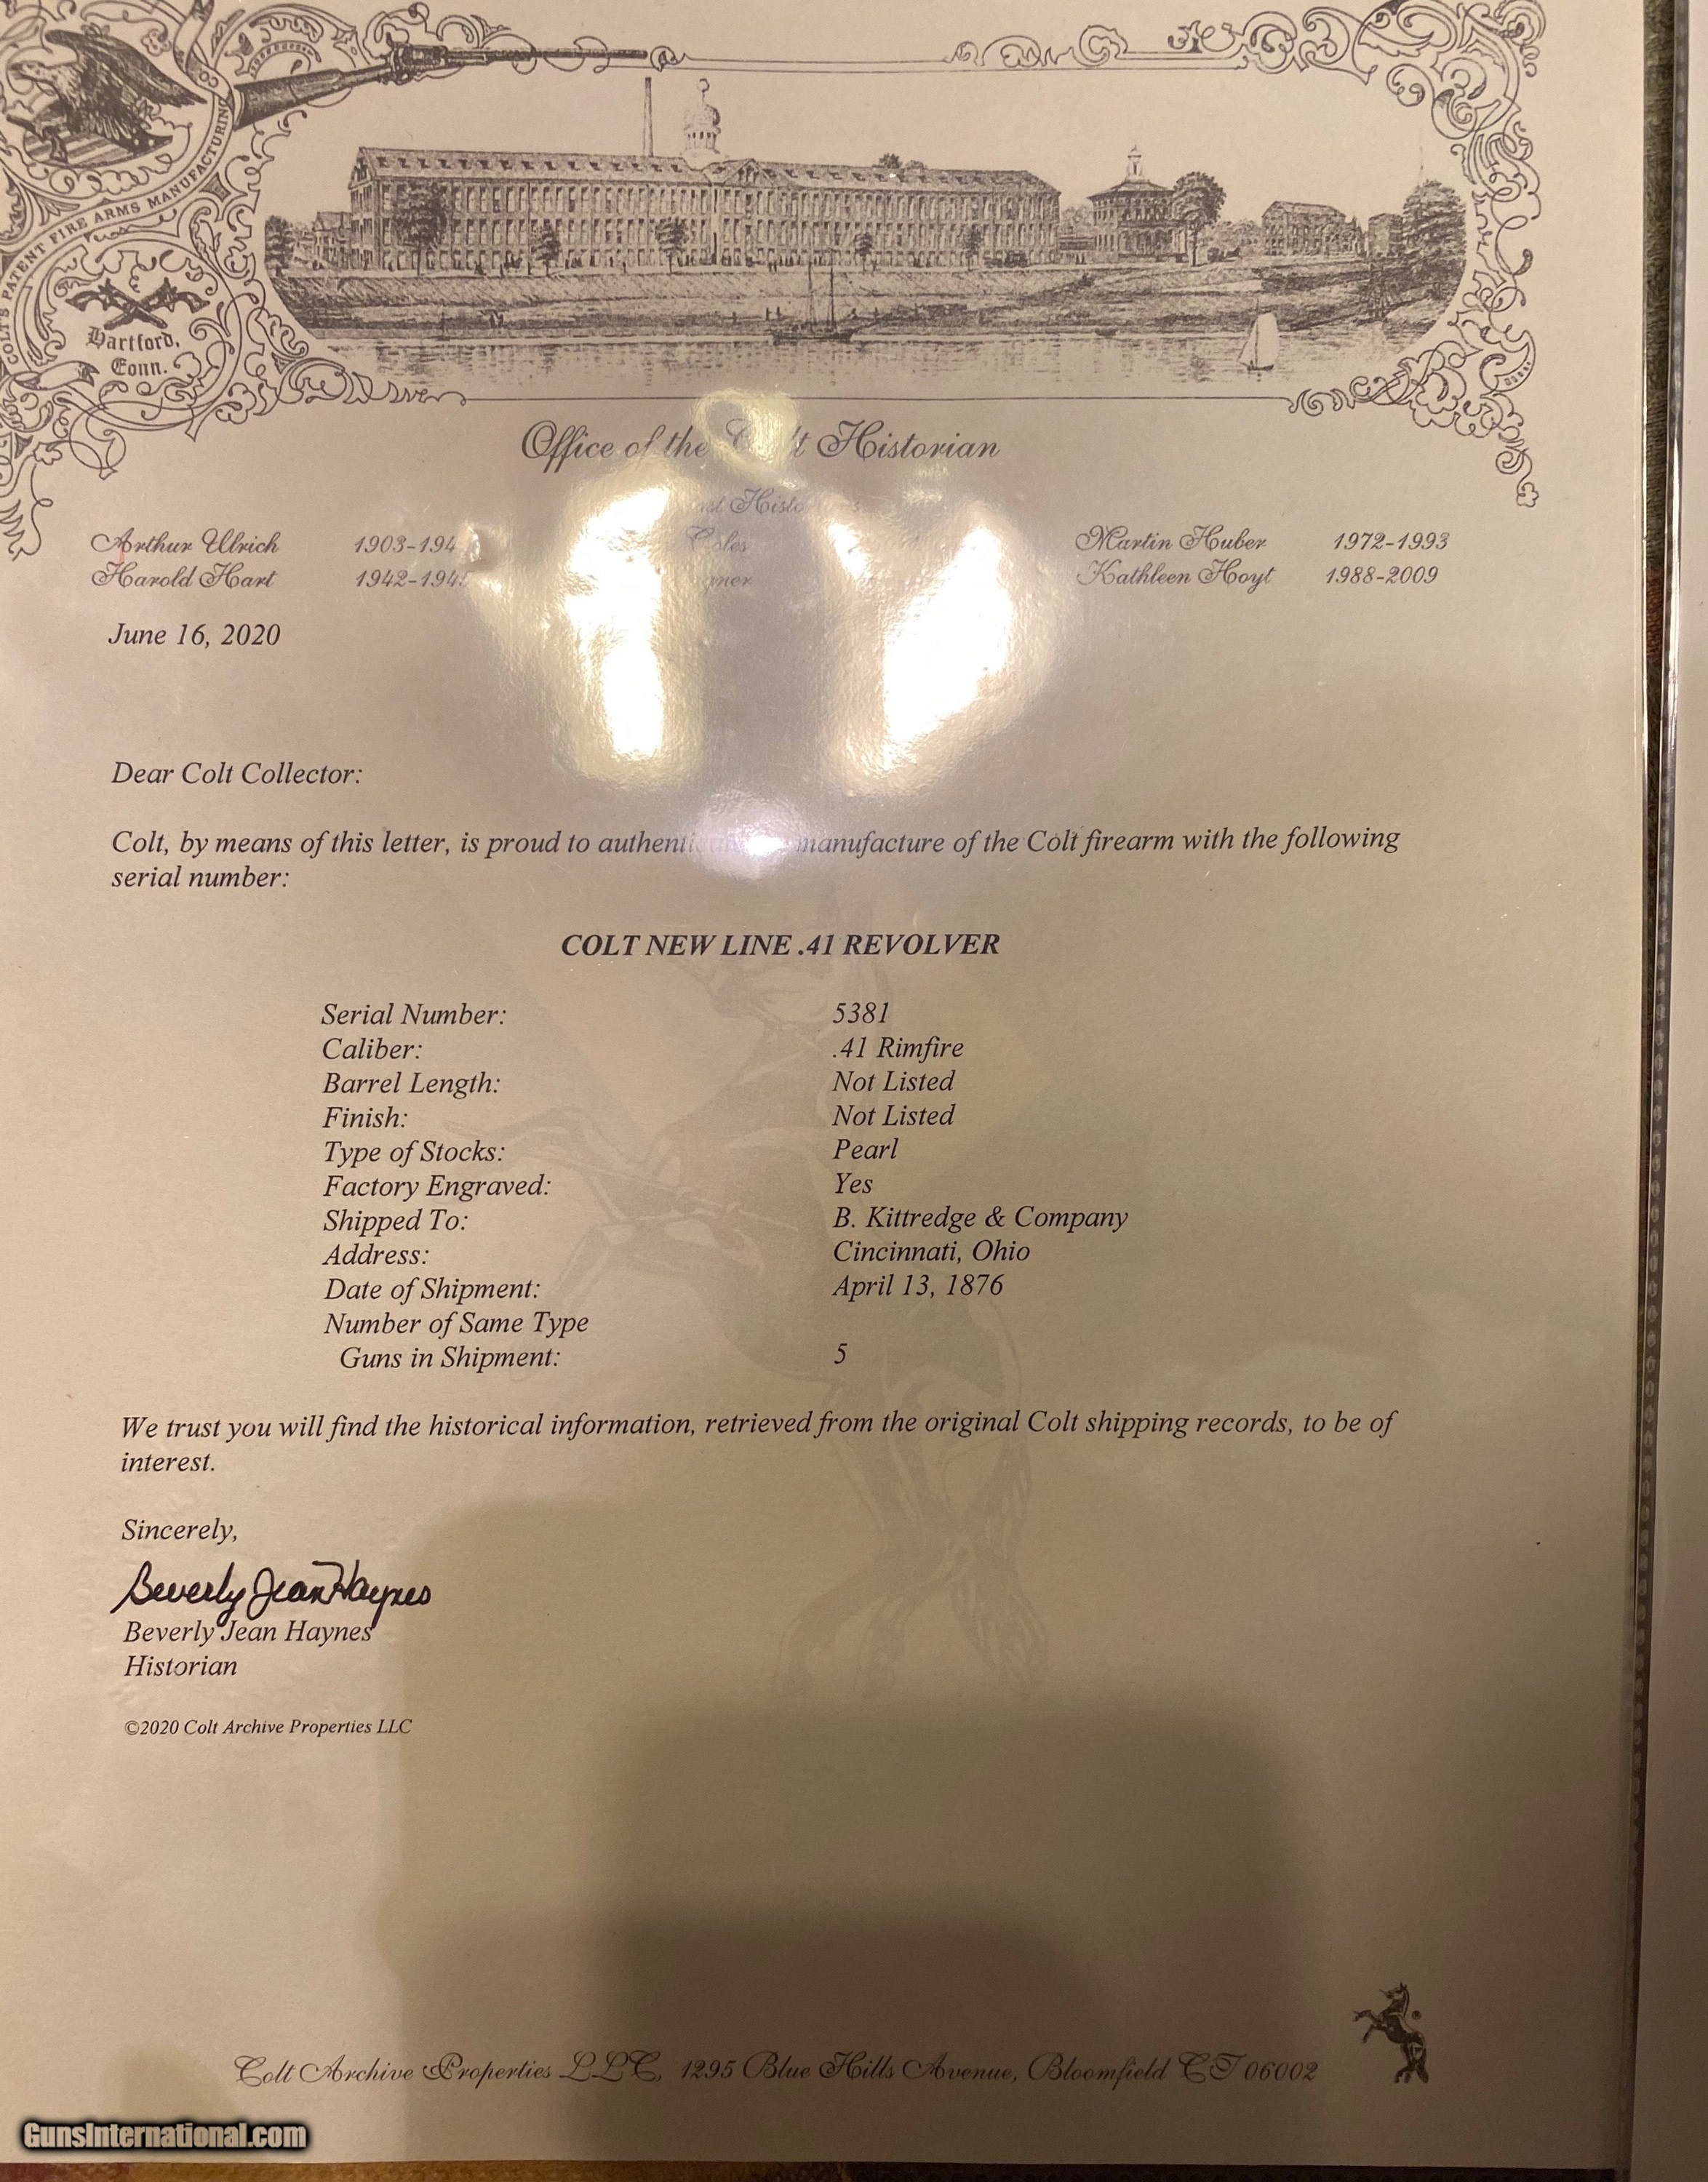 COLT'S PATENT FIRE ARMS MANUFACTURING
Hartford,
Conn.
Office of the Historian
Arthur Ulrich Martin Huber 1972-1993
Harold Hart Kathleen Hoyt 1988-2009
June 16, 2020
Dear Colt Collector:
Colt, by means of this letter, is proud to manufacture of the Colt firearm with the following
serial number:
COLT NEW LINE .41 REVOLVER
Serial Number: 5381
Caliber: .41 Rimfire
Barrel Length: Not Listed
Finish: Not Listed
Type of Stocks: Pearl
Factory Engraved: Yes
Shipped To: B. Kittredge & Company
Address: Cincinnati, Ohio
Date of Shipment: April 13, 1876
Number of Same Type
Guns in Shipment: 5
We trust you will find the historical information, retrieved from the original Colt shipping records, to be of
interest.
Sincerely,
Beverly Jean Haynes
Beverly Jean Haynes
Historian
©2020 Colt Archive Properties LLC
Colt Archive Properties LLC, 1295 Blue Hills Avenue, Bloomfield CT 06002
GunsInternational.com